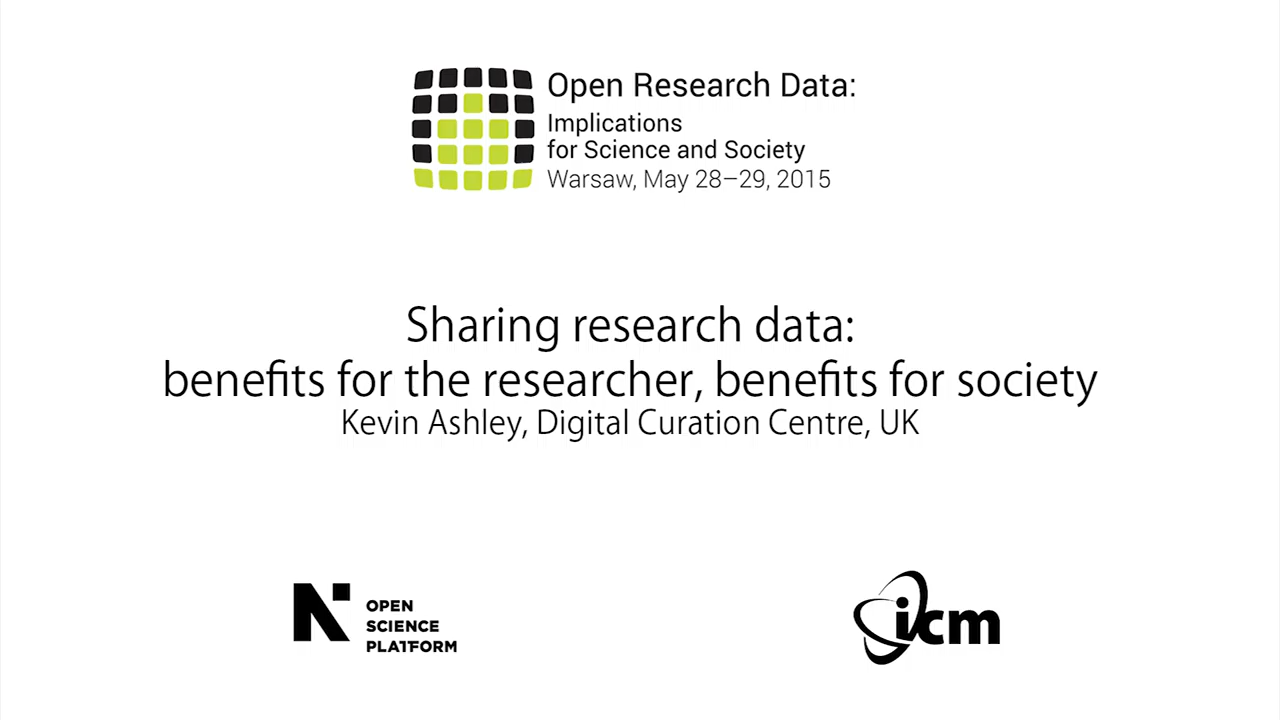 Open Research Data:
Implications
for Science and Society
Warsaw, May 28–29, 2015
Sharing research data:
benefits for the researcher, benefits for society
Kevin Ashley, Digital Curation Centre, UK
OPEN
SCIENCE
PLATFORM
icm